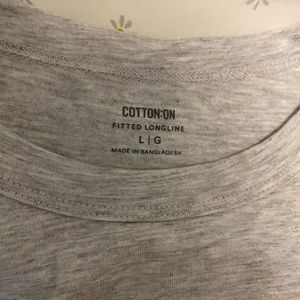 COTTON:ON
FITTED LONGLINE
L|G
MADE IN BANGLADESH